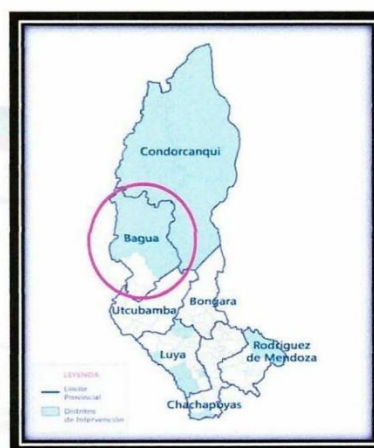 Condorcanqui
Bagua
Utcubamba
Bongara
Luya
Rodriguez
de Mendoza
Chachapoyas
LEYENDA
Límite
Provincial
Distritos
de Intervención